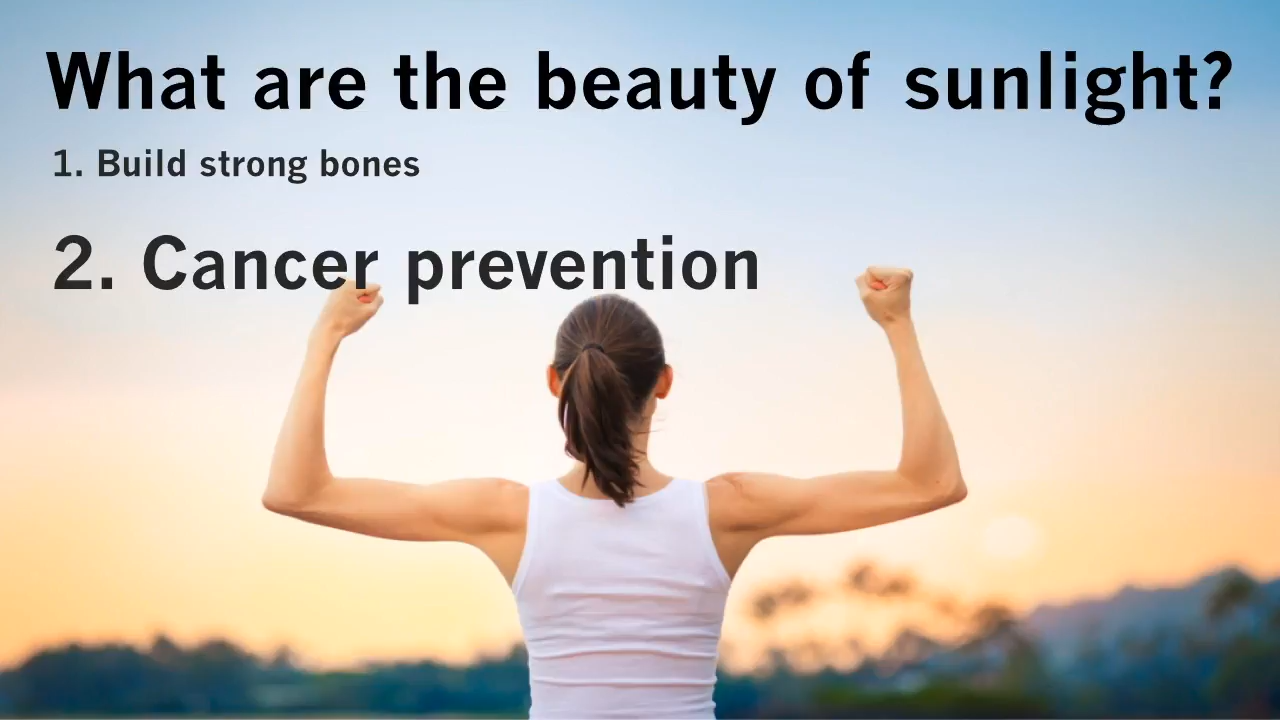 What are the beauty of sunlight?
1. Build strong bones
2. Cancer prevention